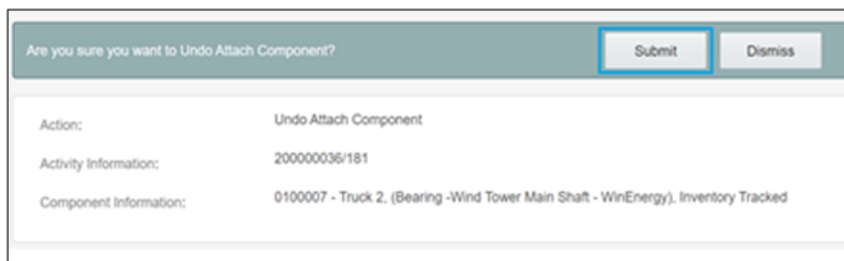 Are you sure you want to Undo Attach Component? Submit Dismiss
Action: Undo Attach Component
Activity Information: 200000036/181
Component Information: 0100007 - Truck 2, (Bearing -Wind Tower Main Shaft - WinEnergy), Inventory Tracked